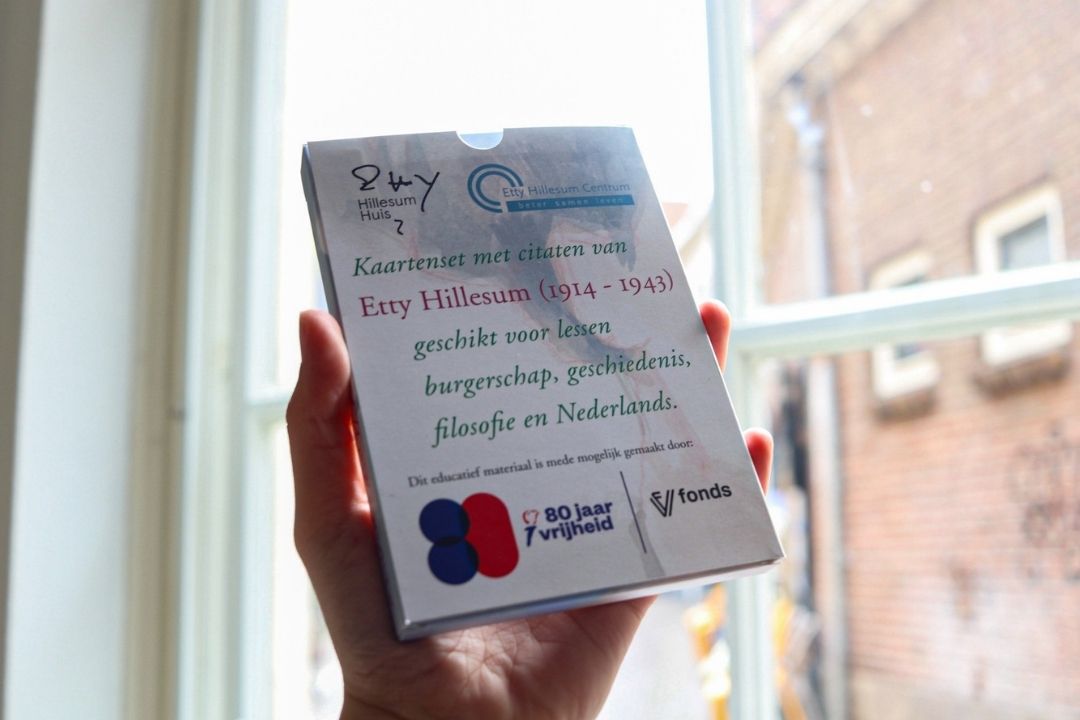 Etty
Hillesum
Huis
Etty Hillesum Centrum
beter samen leven
Kaartenset met citaten van
Etty Hillesum (1914 - 1943)
geschikt voor lessen
burgerschap, geschiedenis,
filosofie en Nederlands.
Dit educatief materiaal is mede mogelijk gemaakt door:
80 jaar
vrijheid
fonds